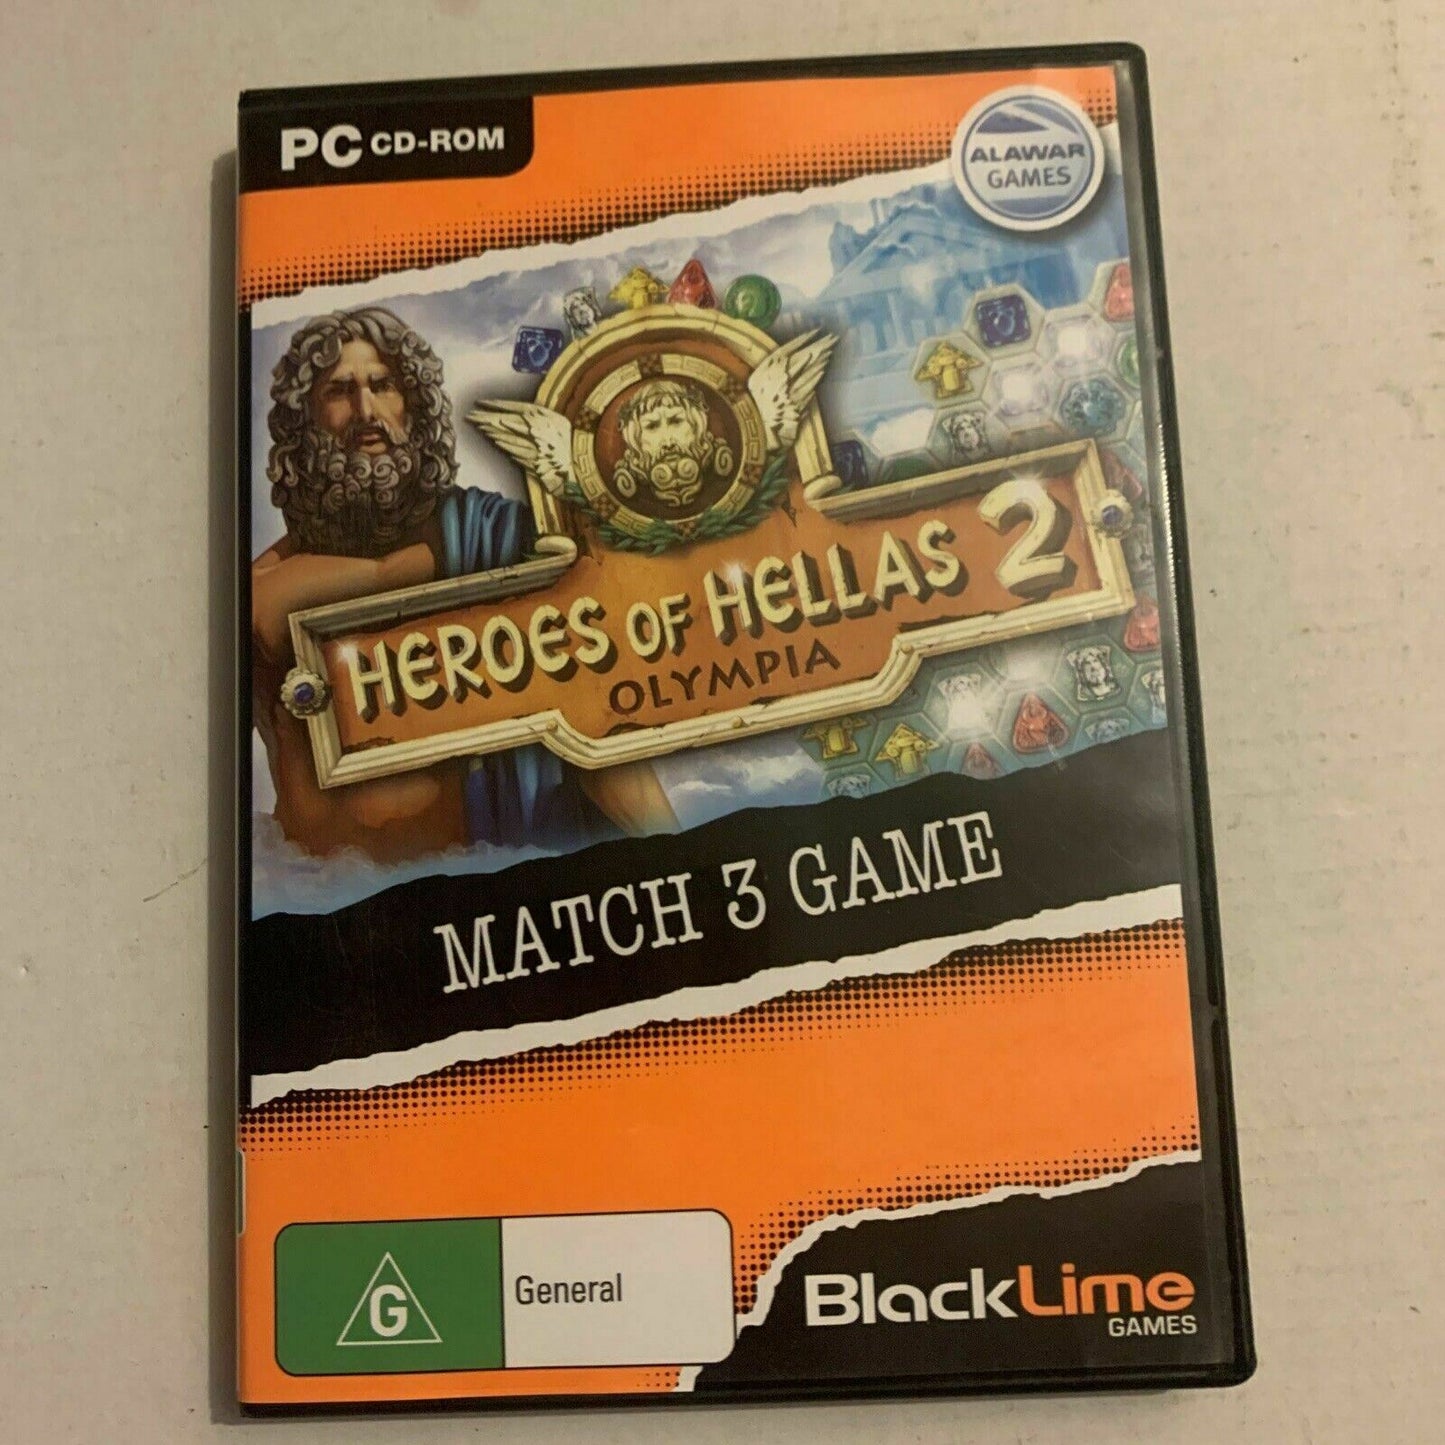 PC CD-ROM
ALAWAR
GAMES
HEROES OF HELLAS 2
OLYMPIA
MATCH 3 GAME
G
General
BlackLime
GAMES